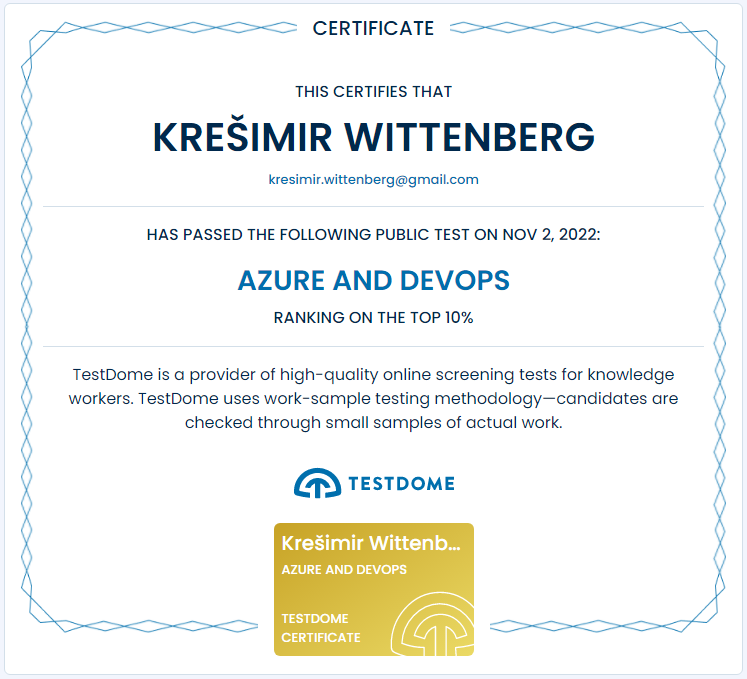 CERTIFICATE
THIS CERTIFIES THAT
KREŠIMIR WITTENBERG
kresimir.wittenberg@gmail.com
HAS PASSED THE FOLLOWING PUBLIC TEST ON NOV 2, 2022:
AZURE AND DEVOPS
RANKING ON THE TOP 10%
TestDome is a provider of high-quality online screening tests for knowledge
workers. TestDome uses work-sample testing methodology—candidates are
checked through small samples of actual work.
TESTDOME
Krešimir Wittenb...
AZURE AND DEVOPS
TESTDOME
CERTIFICATE